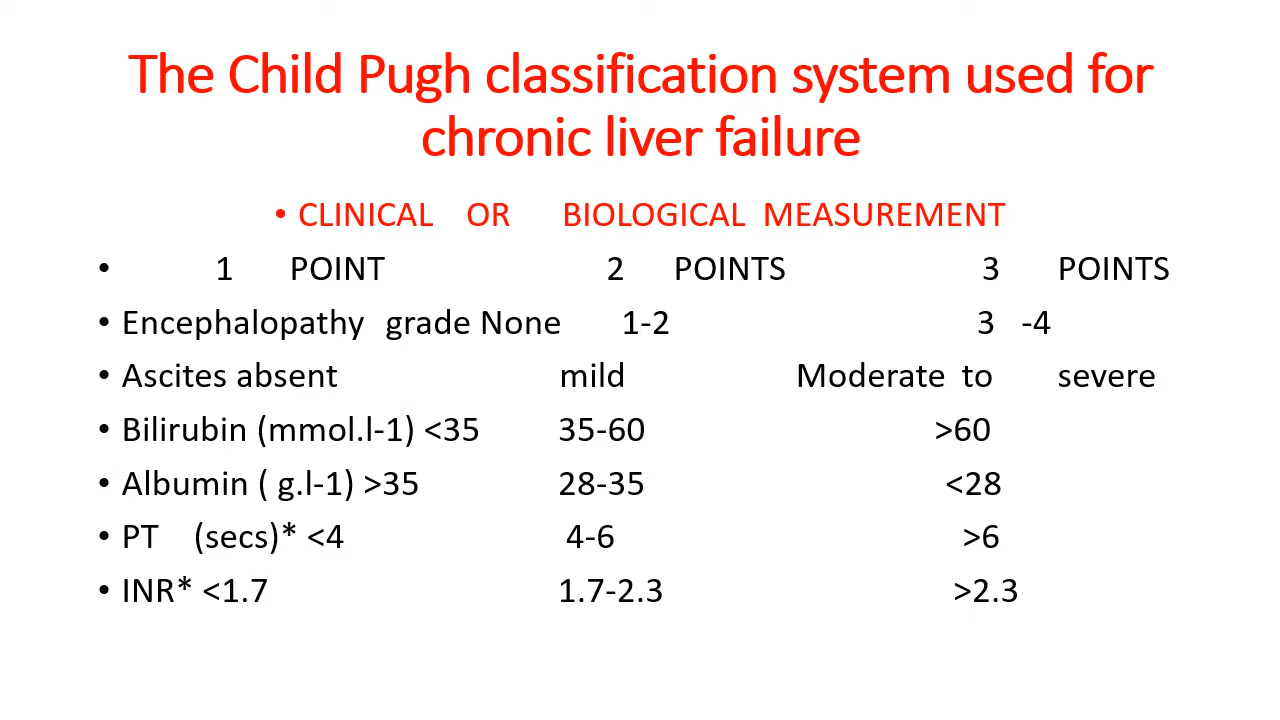 The Child Pugh classification system used for
chronic liver failure
• CLINICAL OR BIOLOGICAL MEASUREMENT
• 1 POINT 2 POINTS 3 POINTS
• Encephalopathy grade None 1-2 3 -4
• Ascites absent mild Moderate to severe
• Bilirubin (mmol.l-1) <35 35-60 >60
• Albumin ( g.l-1) >35 28-35 <28
• PT (secs)* <4 4-6 >6
• INR* <1.7 1.7-2.3 >2.3